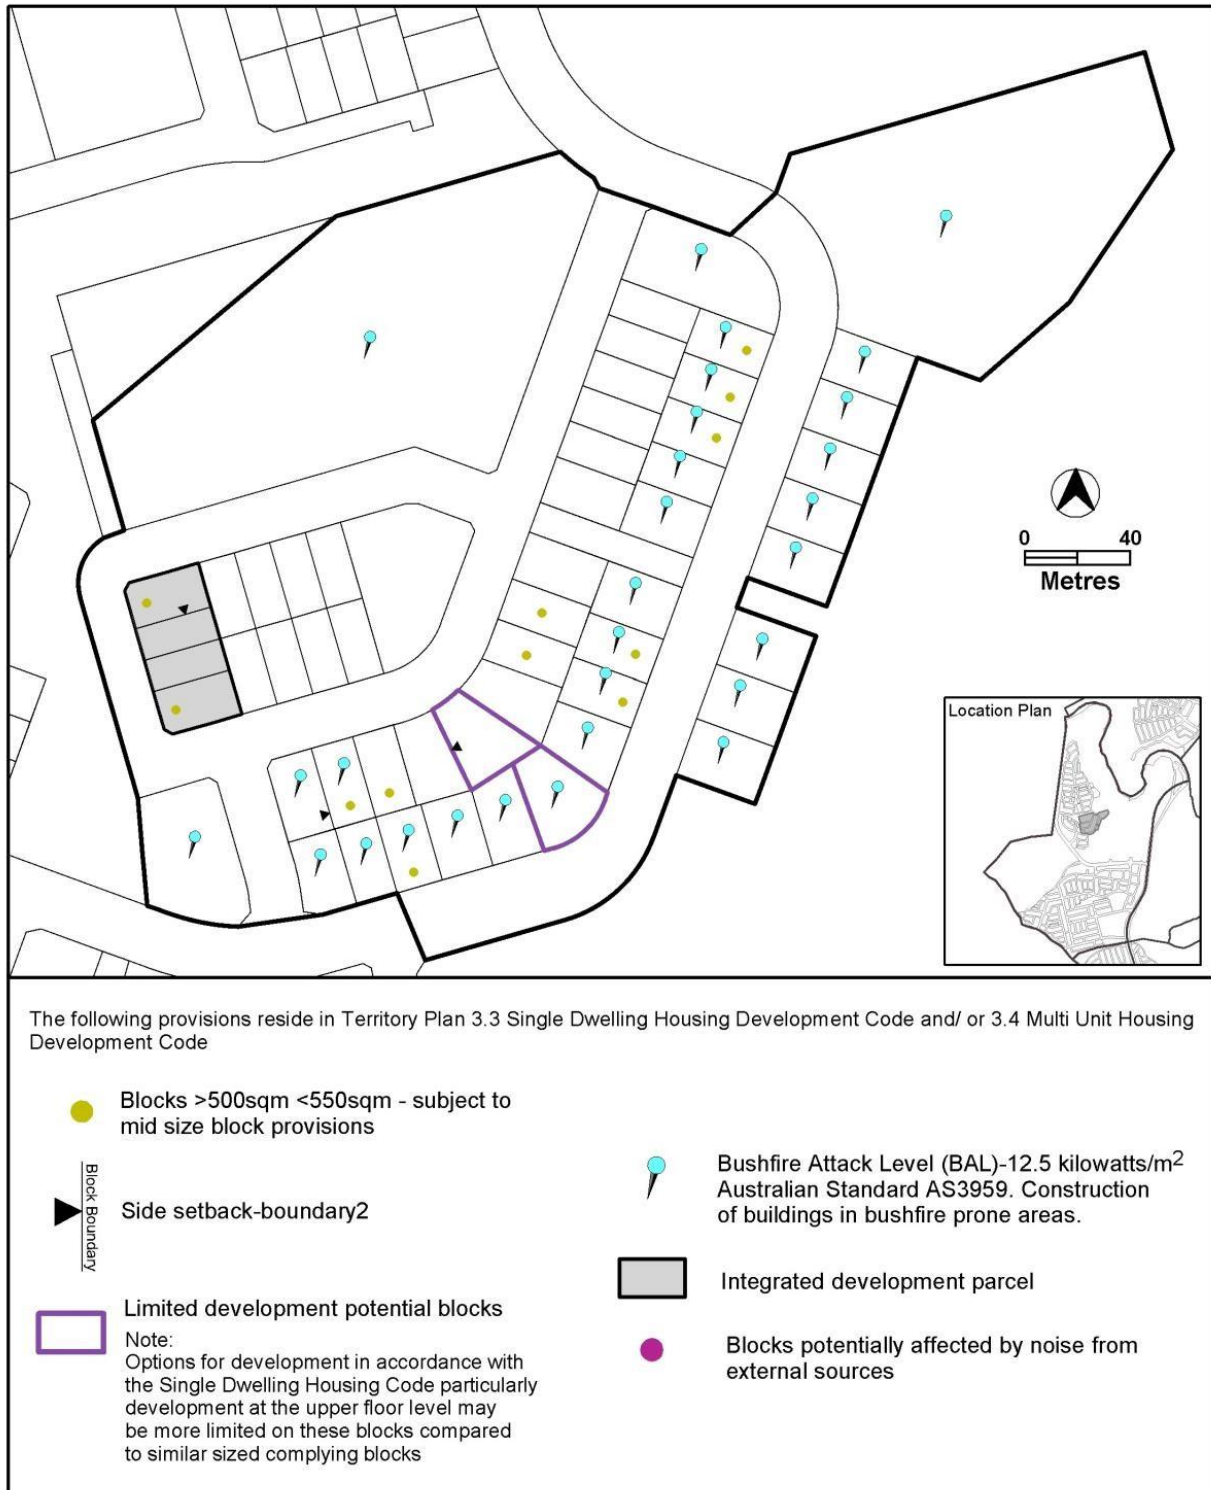 0 40
Metres
Location Plan
The following provisions reside in Territory Plan 3.3 Single Dwelling Housing Development Code and/ or 3.4 Multi Unit Housing
Development Code
Blocks >500sqm <550sqm - subject to
mid size block provisions
Block Boundary
Side setback-boundary2
Limited development potential blocks
Note:
Options for development in accordance with
the Single Dwelling Housing Code particularly
development at the upper floor level may
be more limited on these blocks compared
to similar sized complying blocks
Bushfire Attack Level (BAL)-12.5 kilowatts/m²
Australian Standard AS3959. Construction
of buildings in bushfire prone areas.
Integrated development parcel
Blocks potentially affected by noise from
external sources